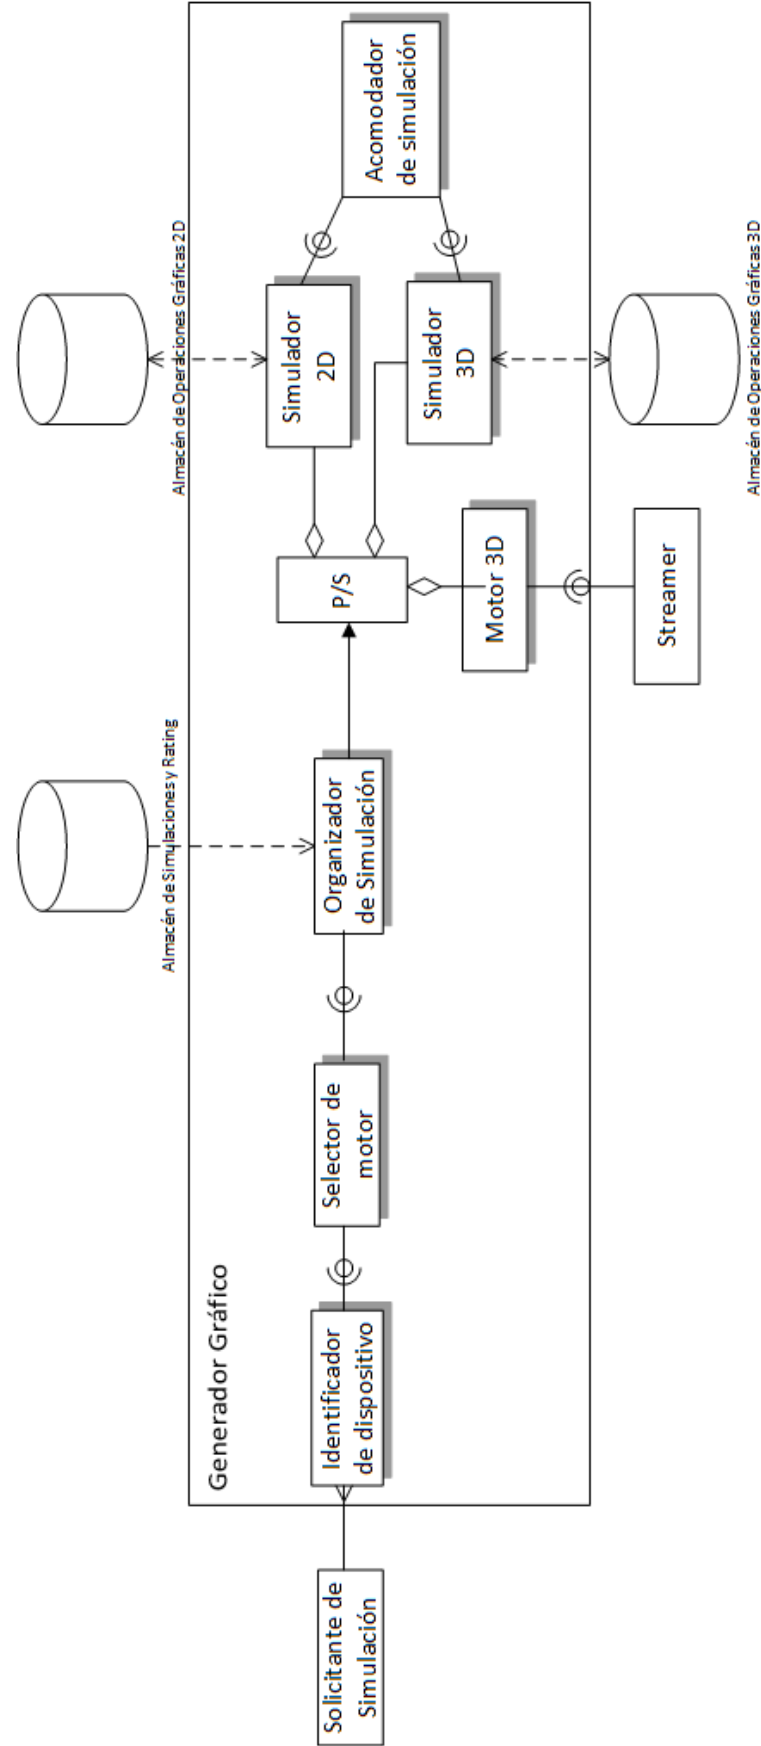 Almacén de Simulaciones y Rating
Almacén de Operaciones Gráficas 2D
Generador Gráfico
Solicitante de
Simulación
Identificador
de dispositivo
Selector de
motor
Organizador
de Simulación
P/S
Simulador
2D
Simulador
3D
Acomodador
de simulación
Motor 3D
Streamer
Almacén de Operaciones Gráficas 3D